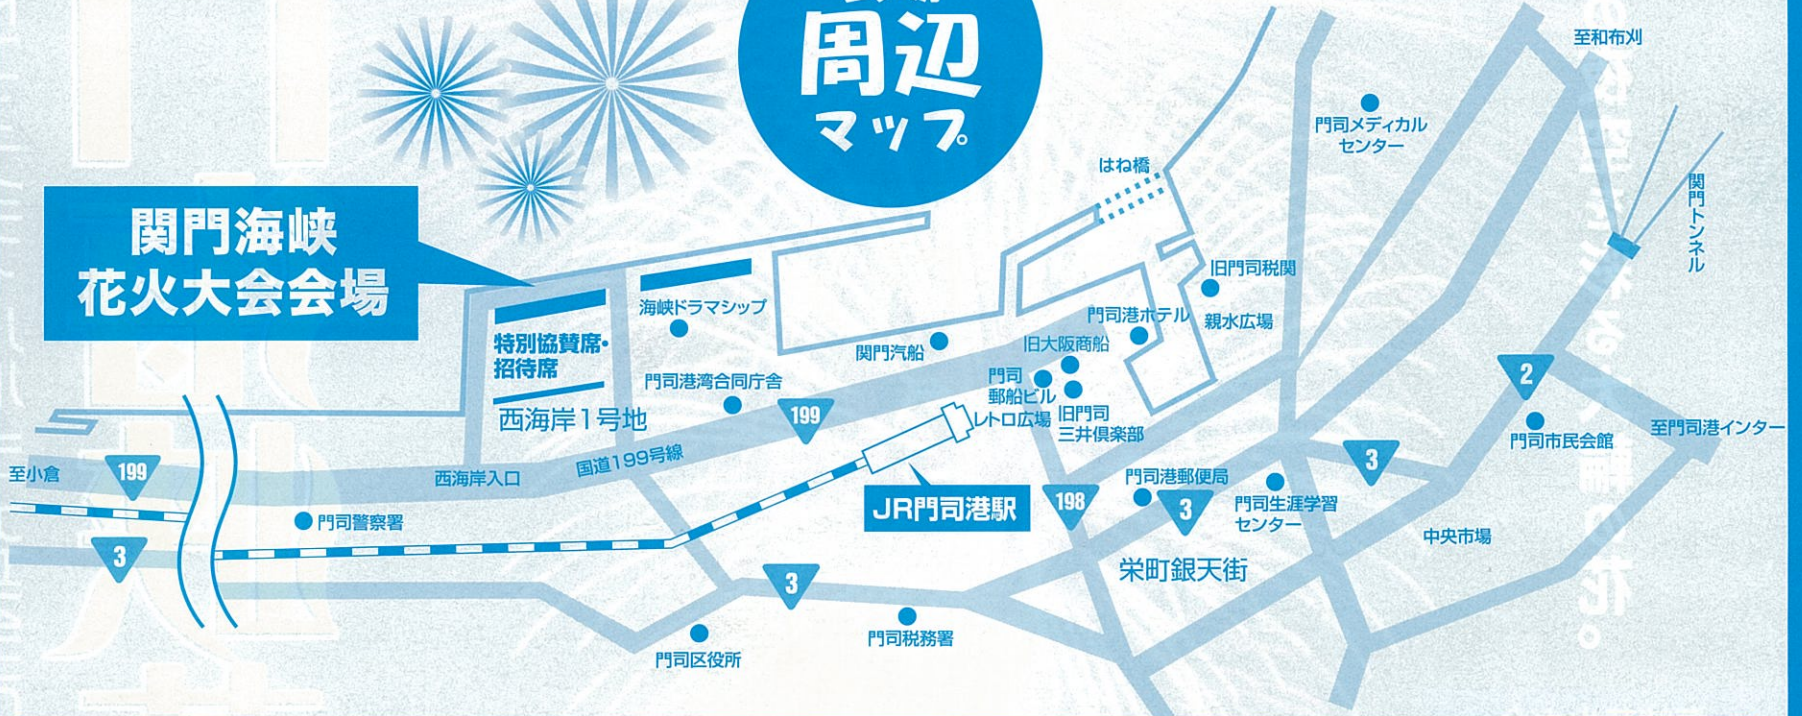 周辺
マップ
関門海峡
花火大会会場
特別協賛席・
招待席
西海岸1号地
海峡ドラマシップ
門司港湾合同庁舎
199
国道199号線
西海岸入口
至小倉
199
3
門司警察署
関門汽船
はね橋
旧門司税関
親水広場
門司港ホテル
旧大阪商船
門司
郵船ビル
レトロ広場
旧門司
三井倶楽部
JR門司港駅
門司メディカル
センター
至和布刈
関門トンネル
2
門司市民会館
至門司港インター
3
門司港郵便局
198
3
門司生涯学習
センター
中央市場
栄町銀天街
3
門司税務署
門司区役所